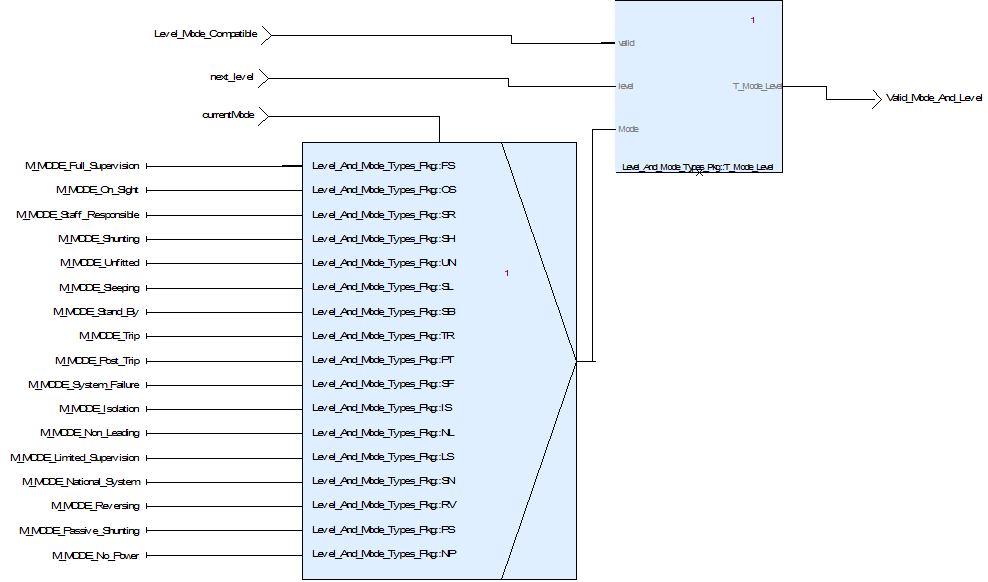 1
Level_Mode_Compatible
valid
next_level
level
T_Mode_Level
Valid_Mode_And_Level
currentMode
Mode
Level_And_Mode_Types_Pkg::T_Mode_Level
M_MODE_Full_Supervision
Level_And_Mode_Types_Pkg::FS
M_MODE_On_Sight
Level_And_Mode_Types_Pkg::OS
M_MODE_Staff_Responsible
Level_And_Mode_Types_Pkg::SR
M_MODE_Shunting
Level_And_Mode_Types_Pkg::SH
M_MODE_Unfitted
Level_And_Mode_Types_Pkg::UN
1
M_MODE_Sleeping
Level_And_Mode_Types_Pkg::SL
M_MODE_Stand_By
Level_And_Mode_Types_Pkg::SB
M_MODE_Trip
Level_And_Mode_Types_Pkg::TR
M_MODE_Post_Trip
Level_And_Mode_Types_Pkg::PT
M_MODE_System_Failure
Level_And_Mode_Types_Pkg::SF
M_MODE_Isolation
Level_And_Mode_Types_Pkg::IS
M_MODE_Non_Leading
Level_And_Mode_Types_Pkg::NL
M_MODE_Limited_Supervision
Level_And_Mode_Types_Pkg::LS
M_MODE_National_System
Level_And_Mode_Types_Pkg::SN
M_MODE_Reversing
Level_And_Mode_Types_Pkg::RV
M_MODE_Passive_Shunting
Level_And_Mode_Types_Pkg::PS
M_MODE_No_Power
Level_And_Mode_Types_Pkg::NP